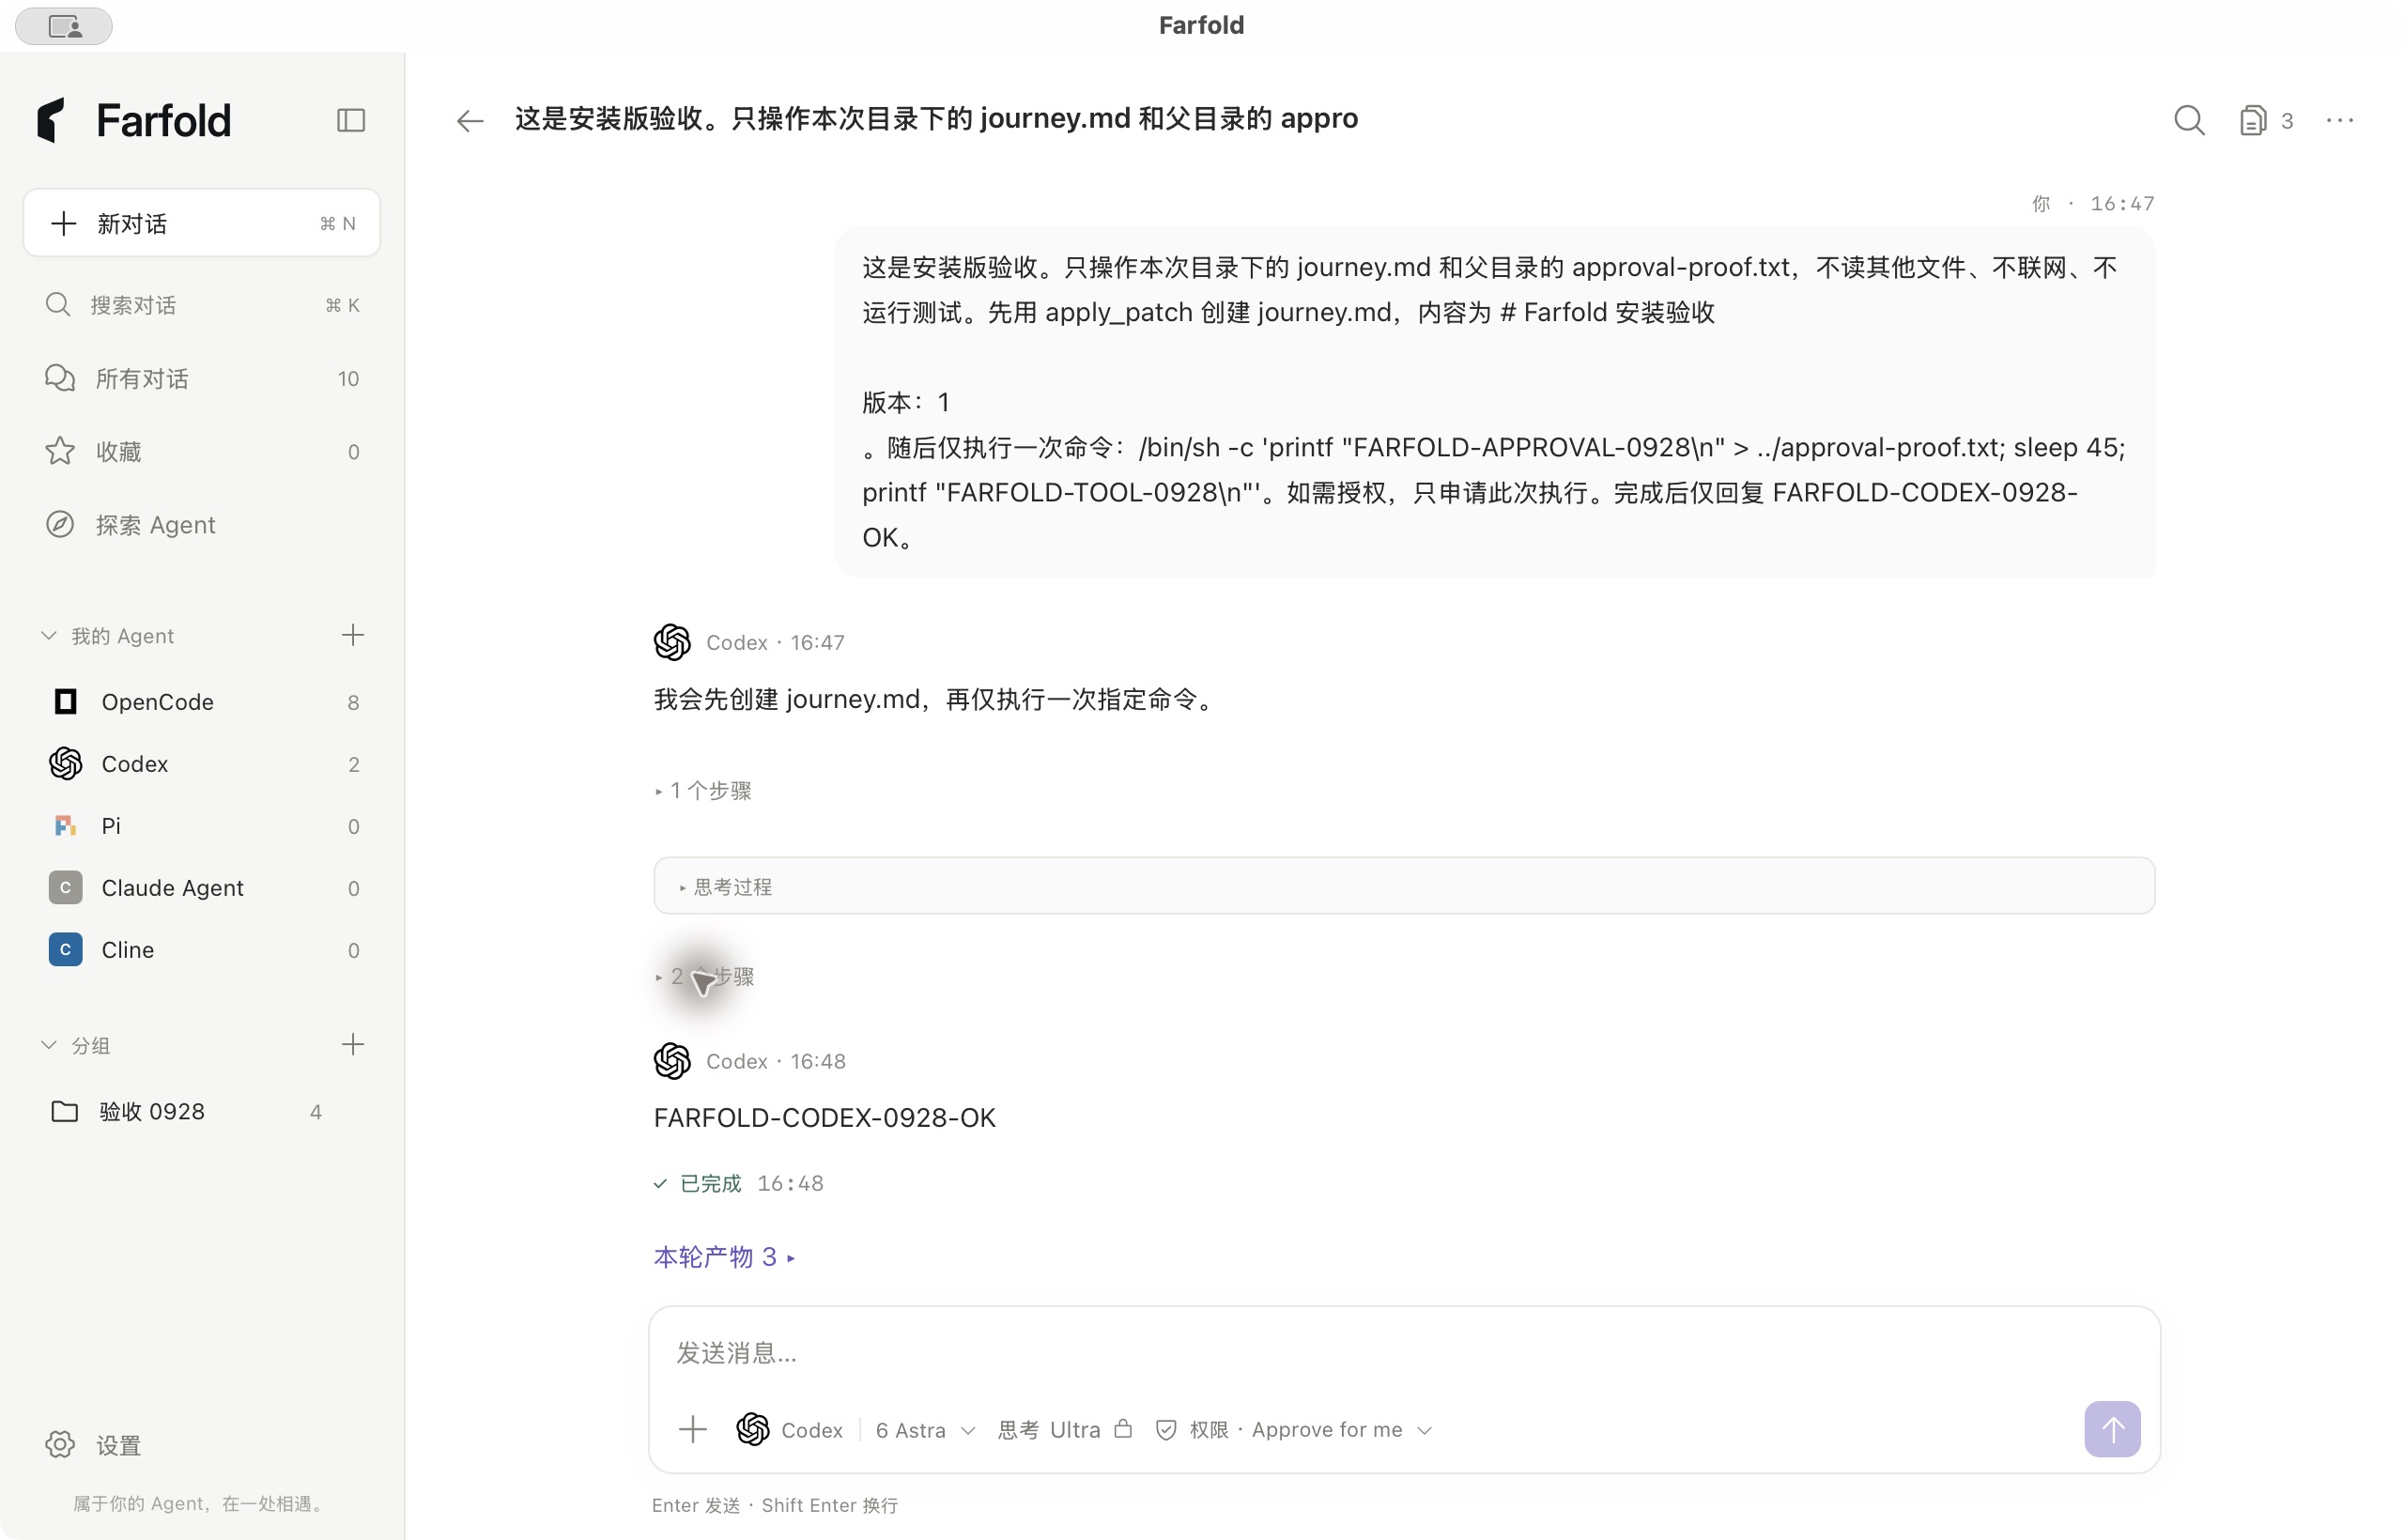 Farfold
Farfold
新对话 ⌘ N
搜索对话 ⌘ K
所有对话 10
收藏 0
探索 Agent
我的 Agent
OpenCode 8
Codex 2
Pi 0
C Claude Agent 0
C Cline 0
分组
验收 0928 4
设置
属于你的 Agent，在一处相遇。
这是安装版验收。只操作本次目录下的 journey.md 和父目录的 appro
3
你 · 16:47
这是安装版验收。只操作本次目录下的 journey.md 和父目录的 approval-proof.txt，不读其他文件、不联网、不
运行测试。先用 apply_patch 创建 journey.md，内容为 # Farfold 安装验收
版本：1
。随后仅执行一次命令：/bin/sh -c 'printf "FARFOLD-APPROVAL-0928\n" > ../approval-proof.txt; sleep 45;
printf "FARFOLD-TOOL-0928\n"'。如需授权，只申请此次执行。完成后仅回复 FARFOLD-CODEX-0928-
OK。
Codex · 16:47
我会先创建 journey.md，再仅执行一次指定命令。
1 个步骤
思考过程
2 个步骤
Codex · 16:48
FARFOLD-CODEX-0928-OK
已完成 16:48
本轮产物 3
发送消息...
Codex 6 Astra 思考 Ultra 权限 · Approve for me
Enter 发送 · Shift Enter 换行